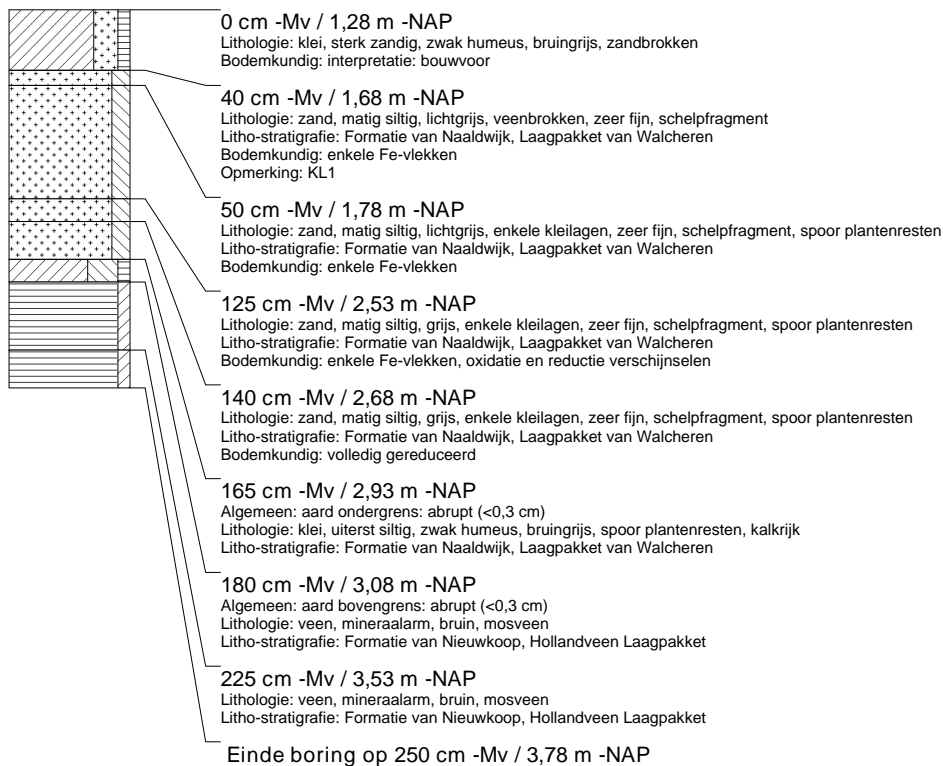 0 cm -Mv / 1,28 m -NAP
Lithologie: klei, sterk zandig, zwak humeus, bruingrijs, zandbrokken
Bodemkundig: interpretatie: bouwvoor
40 cm -Mv / 1,68 m -NAP
Lithologie: zand, matig siltig, lichtgrijs, veenbrokken, zeer fijn, schelpfragment
Litho-stratigrafie: Formatie van Naaldwijk, Laagpakket van Walcheren
Bodemkundig: enkele Fe-vlekken
Opmerking: KL1
50 cm -Mv / 1,78 m -NAP
Lithologie: zand, matig siltig, lichtgrijs, enkele kleilagen, zeer fijn, schelpfragment, spoor plantenresten
Litho-stratigrafie: Formatie van Naaldwijk, Laagpakket van Walcheren
Bodemkundig: enkele Fe-vlekken
125 cm -Mv / 2,53 m -NAP
Lithologie: zand, matig siltig, grijs, enkele kleilagen, zeer fijn, schelpfragment, spoor plantenresten
Litho-stratigrafie: Formatie van Naaldwijk, Laagpakket van Walcheren
Bodemkundig: enkele Fe-vlekken, oxidatie en reductie verschijnselen
140 cm -Mv / 2,68 m -NAP
Lithologie: zand, matig siltig, grijs, enkele kleilagen, zeer fijn, schelpfragment, spoor plantenresten
Litho-stratigrafie: Formatie van Naaldwijk, Laagpakket van Walcheren
Bodemkundig: volledig gereduceerd
165 cm -Mv / 2,93 m -NAP
Algemeen: aard ondergrens: abrupt (<0,3 cm)
Lithologie: klei, uiterst siltig, zwak humeus, bruingrijs, spoor plantenresten, kalkrijk
Litho-stratigrafie: Formatie van Naaldwijk, Laagpakket van Walcheren
180 cm -Mv / 3,08 m -NAP
Algemeen: aard bovengrens: abrupt (<0,3 cm)
Lithologie: veen, mineraalarm, bruin, mosveen
Litho-stratigrafie: Formatie van Nieuwkoop, Hollandveen Laagpakket
225 cm -Mv / 3,53 m -NAP
Lithologie: veen, mineraalarm, bruin, mosveen
Litho-stratigrafie: Formatie van Nieuwkoop, Hollandveen Laagpakket
Einde boring op 250 cm -Mv / 3,78 m -NAP